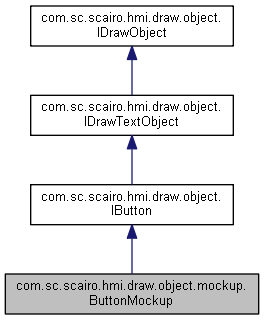 com.sc.scairo.hmi.draw.object.
IDrawObject
com.sc.scairo.hmi.draw.object.
IDrawTextObject
com.sc.scairo.hmi.draw.object.
IButton
com.sc.scairo.hmi.draw.object.mockup.
ButtonMockup